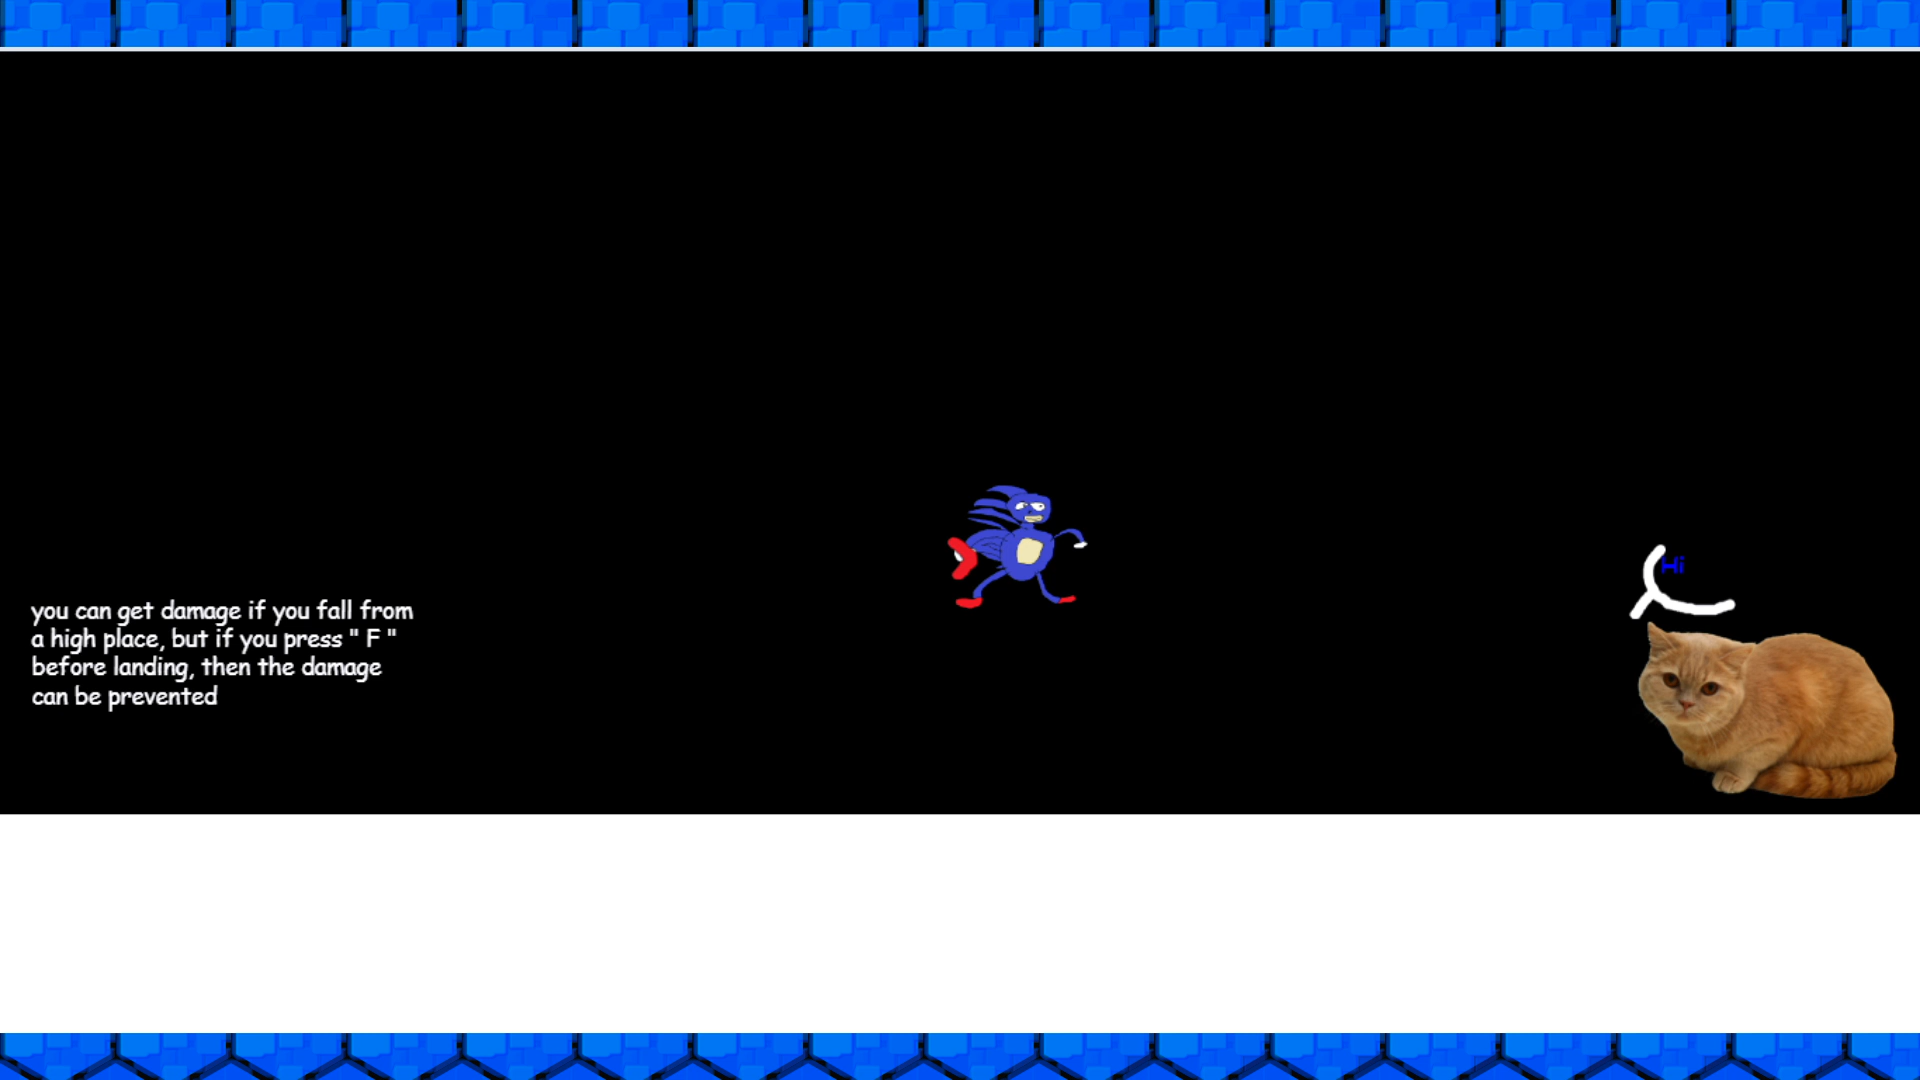 Hi
you can get damage if you fall from
a high place, but if you press " F "
before landing, then the damage
can be prevented